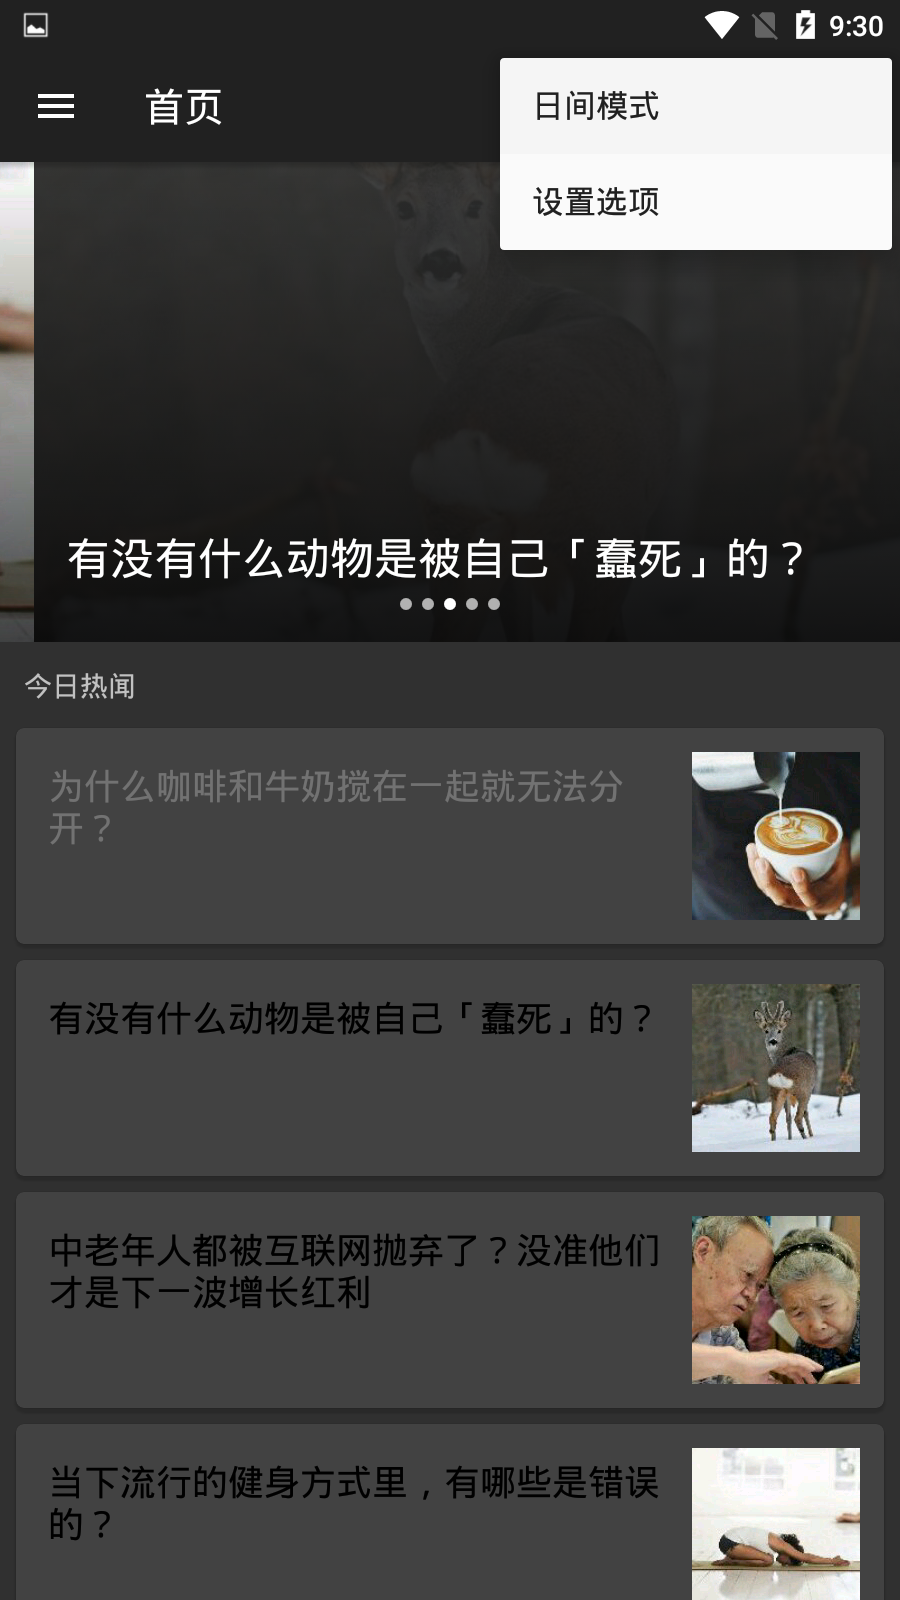 9:30
首页
日间模式
设置选项
有没有什么动物是被自己「蠢死」的？
今日热闻
为什么咖啡和牛奶搅在一起就无法分
开？
有没有什么动物是被自己「蠢死」的？
中老年人都被互联网抛弃了？没准他们
才是下一波增长红利
当下流行的健身方式里，有哪些是错误
的？